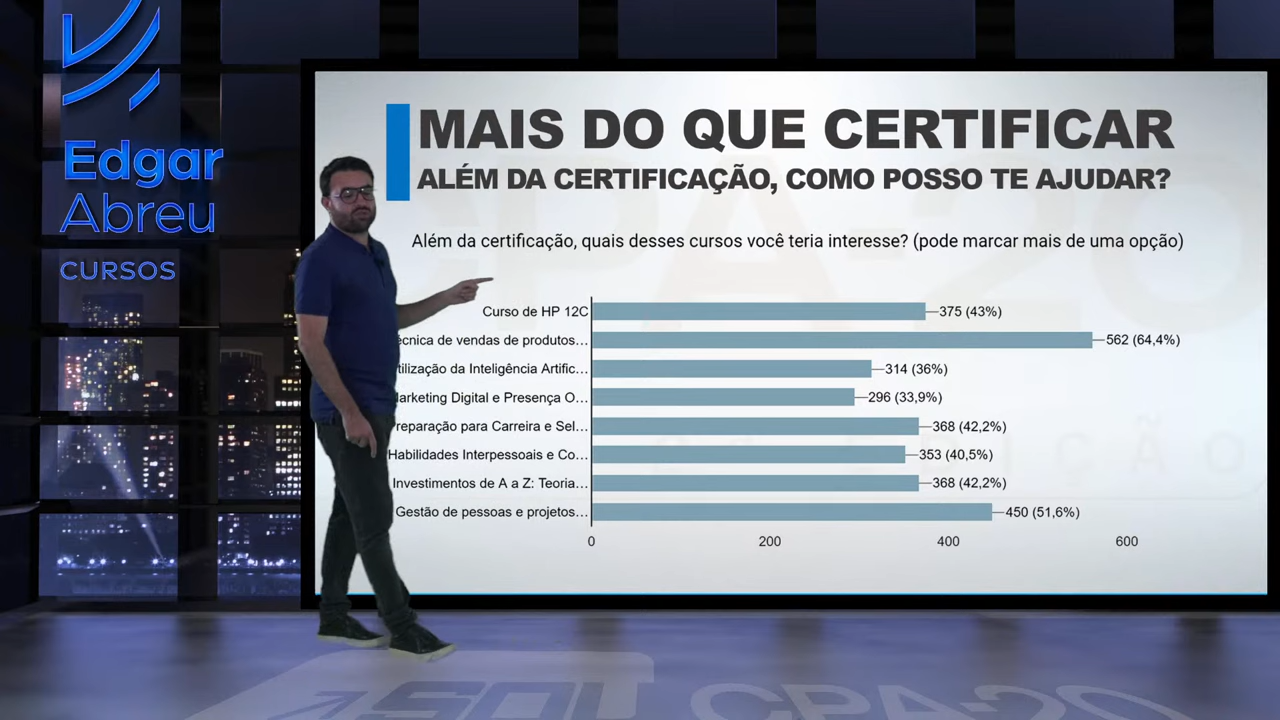 Edgar
Abreu
CURSOS
MAIS DO QUE CERTIFICAR
ALÉM DA CERTIFICAÇÃO, COMO POSSO TE AJUDAR?
Além da certificação, quais desses cursos você teria interesse? (pode marcar mais de uma opção)
Curso de HP 12C 375 (43%)
écnica de vendas de produtos... 562 (64,4%)
tilização da Inteligência Artific... 314 (36%)
arketing Digital e Presença O... 296 (33,9%)
reparação para Carreira e Sel... 368 (42,2%)
Habilidades Interpessoais e Co... 353 (40,5%)
Investimentos de A a Z: Teoria... 368 (42,2%)
Gestão de pessoas e projetos... 450 (51,6%)
0 200 400 600
CPA-20